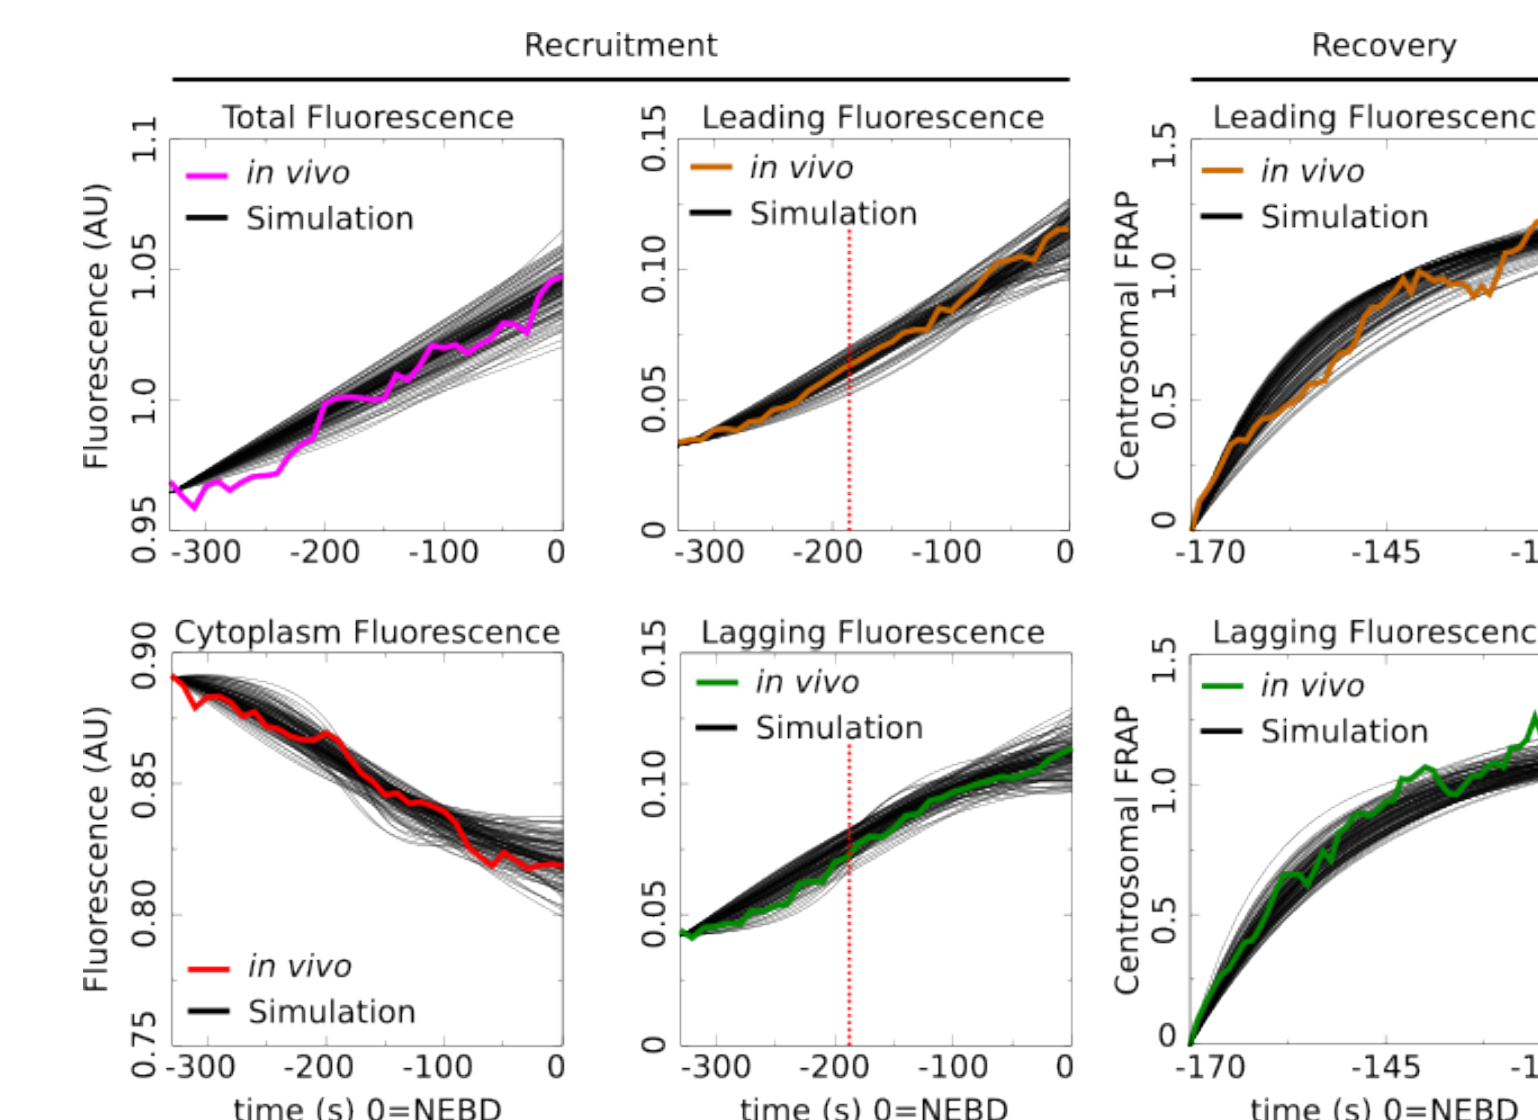 Recruitment
Recovery
Total Fluorescence
Leading Fluorescence
Leading Fluorescenc
Fluorescence (AU)
1.1
1.05
1.0
0.95
in vivo
Simulation
-300 -200 -100 0
0.15
0.10
0.05
0
in vivo
Simulation
-300 -200 -100 0
Centrosomal FRAP
1.5
1.0
0.5
0
in vivo
Simulation
-170 -145 -1
Cytoplasm Fluorescence
Lagging Fluorescence
Lagging Fluorescenc
Fluorescence (AU)
0.90
0.85
0.80
0.75
in vivo
Simulation
-300 -200 -100 0
time (s) 0=NEBD
0.15
0.10
0.05
0
in vivo
Simulation
-300 -200 -100 0
time (s) 0=NEBD
Centrosomal FRAP
1.5
1.0
0.5
0
in vivo
Simulation
-170 -145 -1
time (s) 0=NEBD